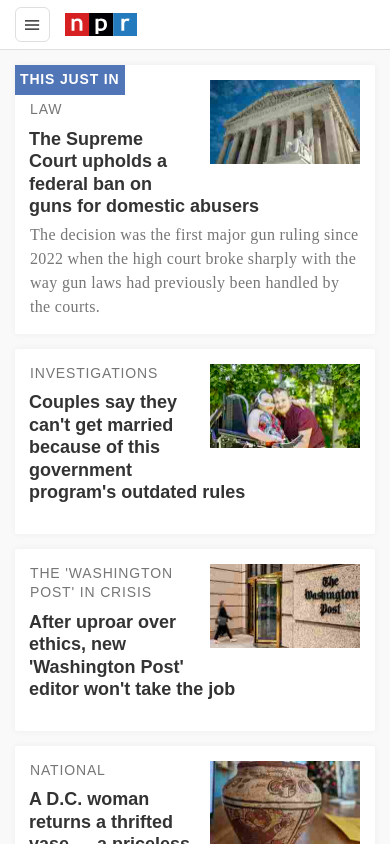 npr
THIS JUST IN
LAW
The Supreme
Court upholds a
federal ban on
guns for domestic abusers
The decision was the first major gun ruling since
2022 when the high court broke sharply with the
way gun laws had previously been handled by
the courts.
INVESTIGATIONS
Couples say they
can't get married
because of this
government
program's outdated rules
THE 'WASHINGTON
POST' IN CRISIS
After uproar over
ethics, new
'Washington Post'
editor won't take the job
The
Washington
Post
NATIONAL
A D.C. woman
returns a thrifted
vase — a priceless